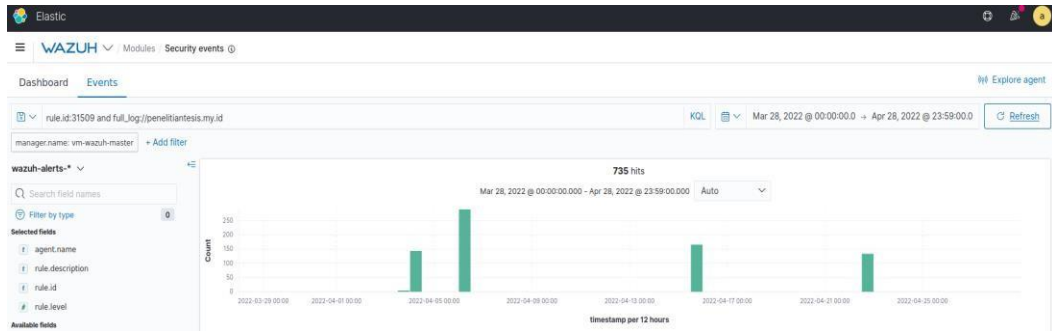 Elastic
a
WAZUH Modules Security events
Dashboard Events
Explore agent
rule.id:31509 and full_log://penelitiantesis.my.id
KQL
Mar 28, 2022 @ 00:00:00.0 → Apr 28, 2022 @ 23:59:00.0
Refresh
manager.name: vm-wazuh-master + Add filter
wazuh-alerts-*
735 hits
Mar 28, 2022 @ 00:00:00.000 - Apr 28, 2022 @ 23:59:00.000 Auto
Search field names
Filter by type 0
Selected fields
t agent.name
t rule.description
t rule.id
# rule.level
Available fields
Count
250
200
150
100
50
0
2022-03-29 00:00 2022-04-01 00:00 2022-04-05 00:00 2022-04-09 00:00 2022-04-13 00:00 2022-04-17 00:00 2022-04-21 00:00 2022-04-25 00:00
timestamp per 12 hours